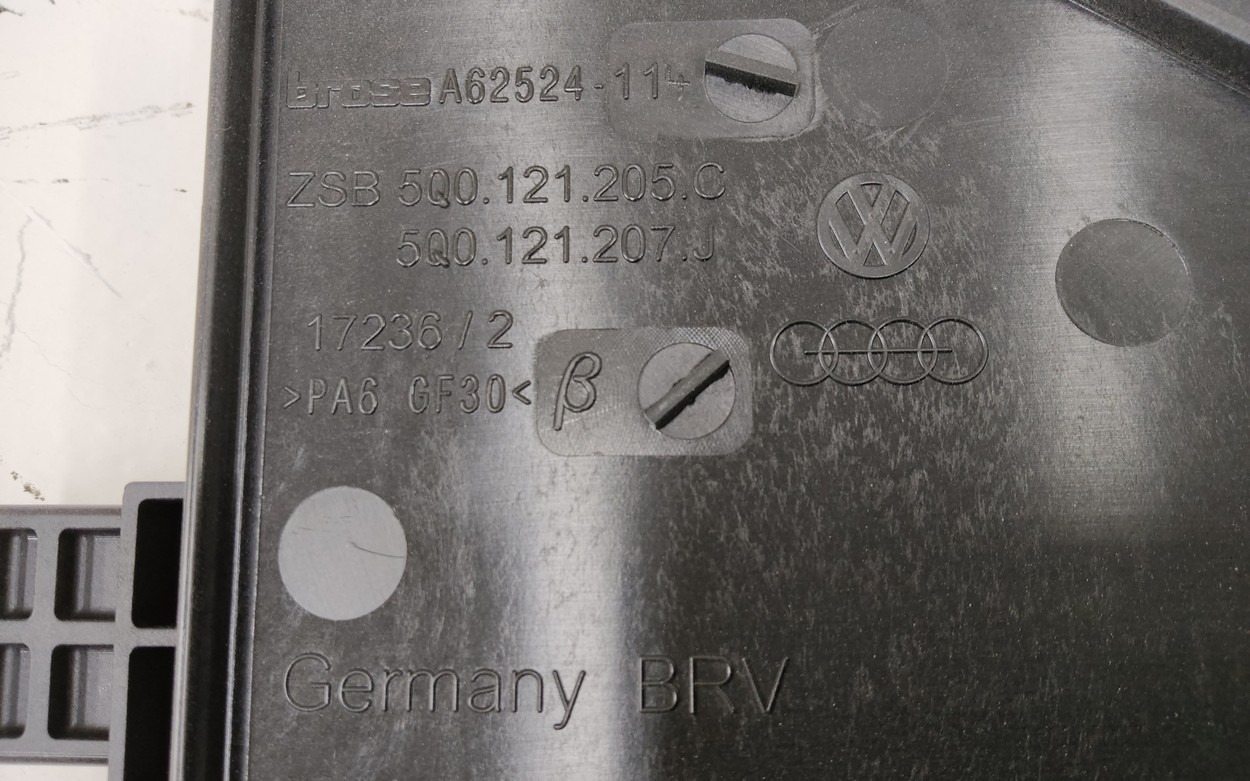 brose A62524-114
ZSB 5Q0.121.205.C
5Q0.121.207.J
17236 / 2
>PA6 GF30< β
Germany BRV